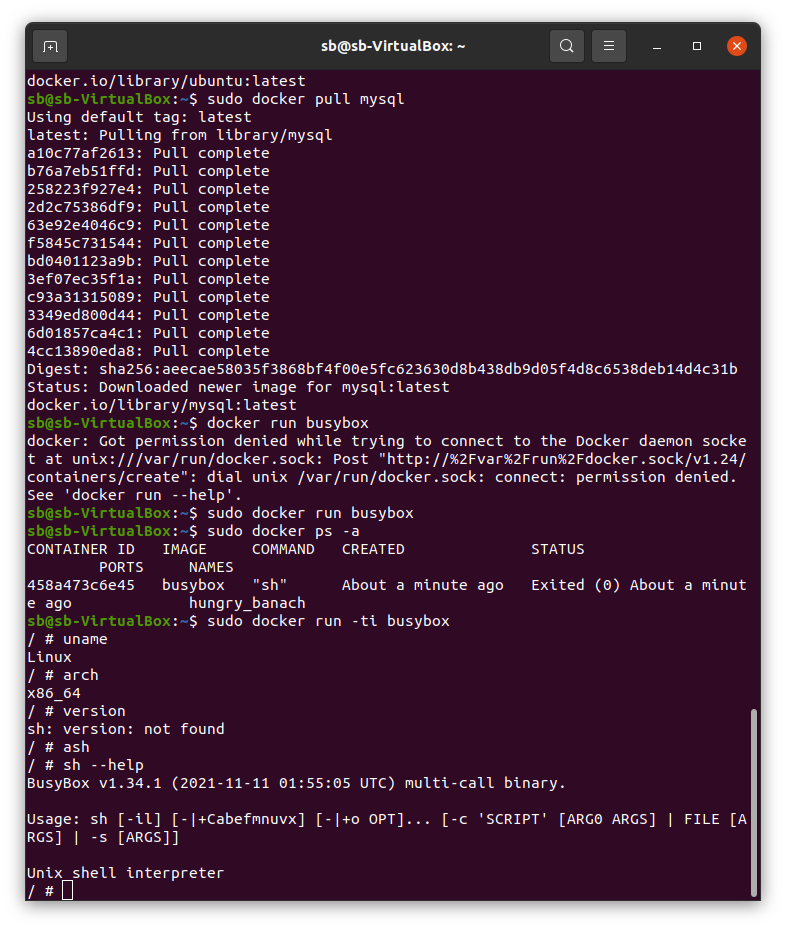 sb@sb-VirtualBox: ~
docker.io/library/ubuntu:latest
sb@sb-VirtualBox:~$ sudo docker pull mysql
Using default tag: latest
latest: Pulling from library/mysql
a10c77af2613: Pull complete
b76a7eb51ffd: Pull complete
258223f927e4: Pull complete
2d2c75386df9: Pull complete
63e92e4046c9: Pull complete
f5845c731544: Pull complete
bd0401123a9b: Pull complete
3ef07ec35f1a: Pull complete
c93a31315089: Pull complete
3349ed800d44: Pull complete
6d01857ca4c1: Pull complete
4cc13890eda8: Pull complete
Digest: sha256:aeecae58035f3868bf4f00e5fc623630d8b438db9d05f4d8c6538deb14d4c31b
Status: Downloaded newer image for mysql:latest
docker.io/library/mysql:latest
sb@sb-VirtualBox:~$ docker run busybox
docker: Got permission denied while trying to connect to the Docker daemon socke
t at unix:///var/run/docker.sock: Post "http://%2Fvar%2Frun%2Fdocker.sock/v1.24/
containers/create": dial unix /var/run/docker.sock: connect: permission denied.
See 'docker run --help'.
sb@sb-VirtualBox:~$ sudo docker run busybox
sb@sb-VirtualBox:~$ sudo docker ps -a
CONTAINER ID   IMAGE     COMMAND   CREATED              STATUS
        PORTS     NAMES
458a473c6e45   busybox   "sh"      About a minute ago   Exited (0) About a minut
e ago             hungry_banach
sb@sb-VirtualBox:~$ sudo docker run -ti busybox
/ # uname
Linux
/ # arch
x86_64
/ # version
sh: version: not found
/ # ash
/ # sh --help
BusyBox v1.34.1 (2021-11-11 01:55:05 UTC) multi-call binary.
Usage: sh [-il] [-|+Cabefmnuvx] [-|+o OPT]... [-c 'SCRIPT' [ARG0 ARGS] | FILE [A
RGS] | -s [ARGS]]
Unix shell interpreter
/ #